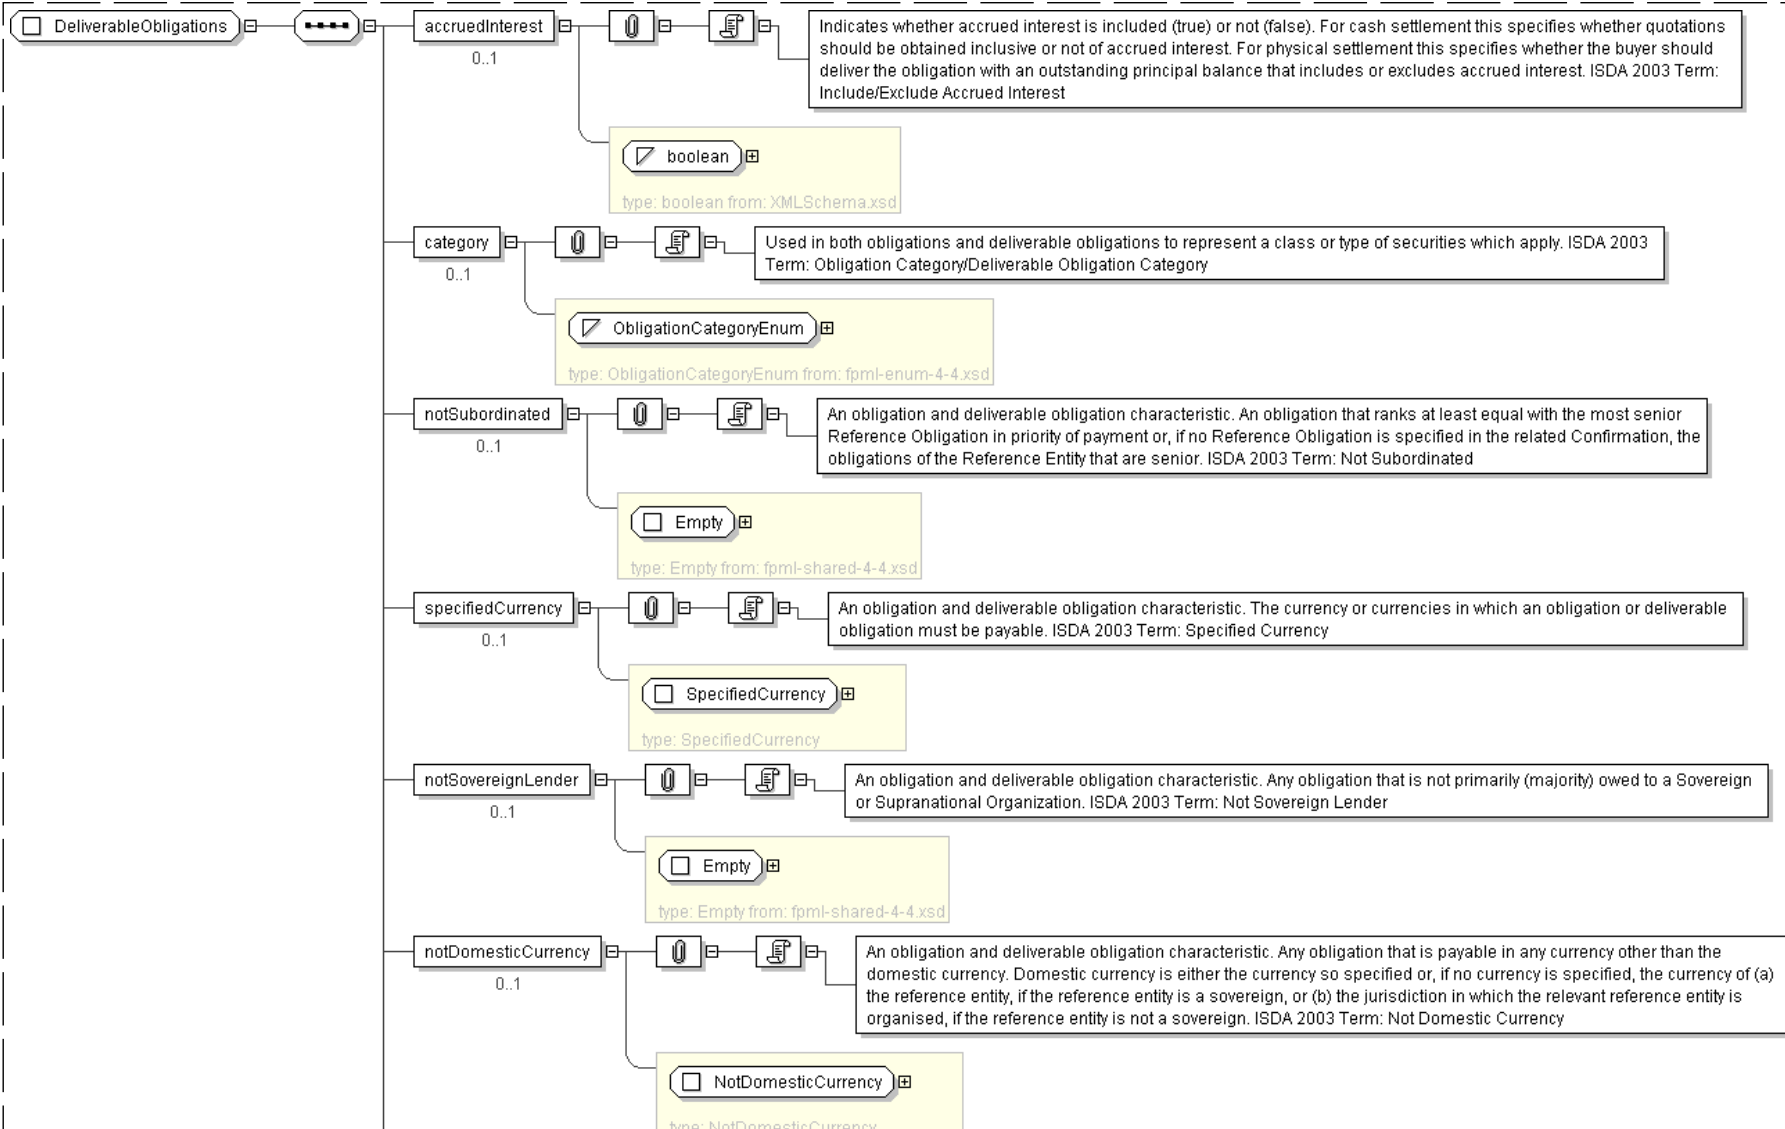 DeliverableObligations
accruedInterest
0..1
Indicates whether accrued interest is included (true) or not (false). For cash settlement this specifies whether quotations
should be obtained inclusive or not of accrued interest. For physical settlement this specifies whether the buyer should
deliver the obligation with an outstanding principal balance that includes or excludes accrued interest. ISDA 2003 Term:
Include/Exclude Accrued Interest
boolean
type: boolean from: XMLSchema.xsd
category
0..1
Used in both obligations and deliverable obligations to represent a class or type of securities which apply. ISDA 2003
Term: Obligation Category/Deliverable Obligation Category
ObligationCategoryEnum
type: ObligationCategoryEnum from: fpml-enum-4-4.xsd
notSubordinated
0..1
An obligation and deliverable obligation characteristic. An obligation that ranks at least equal with the most senior
Reference Obligation in priority of payment or, if no Reference Obligation is specified in the related Confirmation, the
obligations of the Reference Entity that are senior. ISDA 2003 Term: Not Subordinated
Empty
type: Empty from: fpml-shared-4-4.xsd
specifiedCurrency
0..1
An obligation and deliverable obligation characteristic. The currency or currencies in which an obligation or deliverable
obligation must be payable. ISDA 2003 Term: Specified Currency
SpecifiedCurrency
type: SpecifiedCurrency
notSovereignLender
0..1
An obligation and deliverable obligation characteristic. Any obligation that is not primarily (majority) owed to a Sovereign
or Supranational Organization. ISDA 2003 Term: Not Sovereign Lender
Empty
type: Empty from: fpml-shared-4-4.xsd
notDomesticCurrency
0..1
An obligation and deliverable obligation characteristic. Any obligation that is payable in any currency other than the
domestic currency. Domestic currency is either the currency so specified or, if no currency is specified, the currency of (a)
the reference entity, if the reference entity is a sovereign, or (b) the jurisdiction in which the relevant reference entity is
organised, if the reference entity is not a sovereign. ISDA 2003 Term: Not Domestic Currency
NotDomesticCurrency
type: NotDomesticCurrency